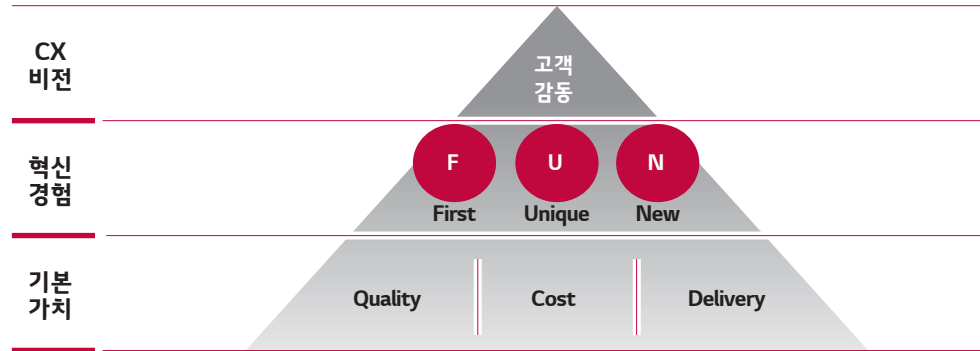 CX
비전
고객
감동
혁신
경험
F U N
First Unique New
기본
가치
Quality Cost Delivery